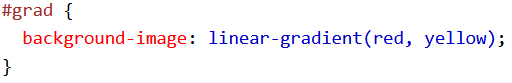 #grad {
  background-image: linear-gradient(red, yellow);
}